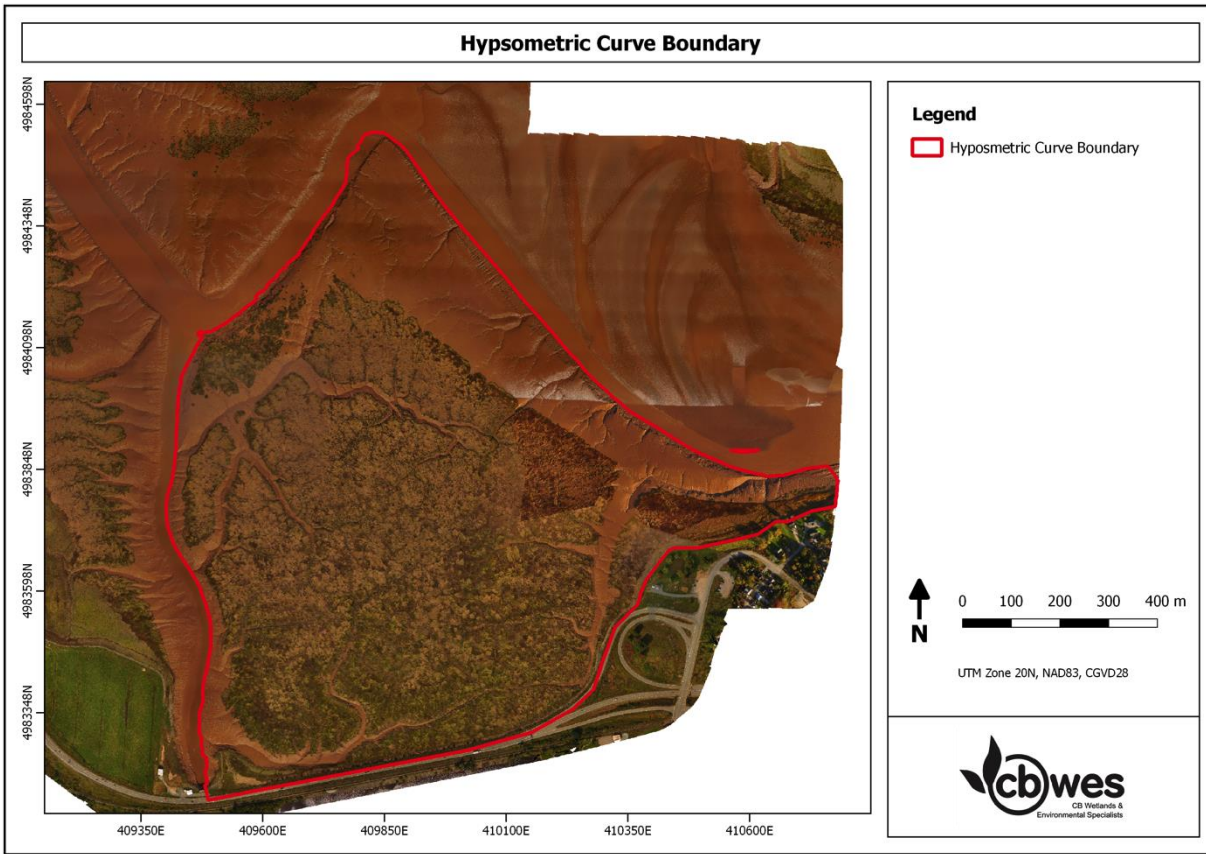 Hypsometric Curve Boundary
4984598N
4984348N
4984098N
4983848N
4983598N
4983348N
409350E
409600E
409850E
410100E
410350E
410600E
Legend
Hyposmetric Curve Boundary
N
0 100 200 300 400 m
UTM Zone 20N, NAD83, CGVD28
cbwes
CB Wetlands &
Environmental Specialists